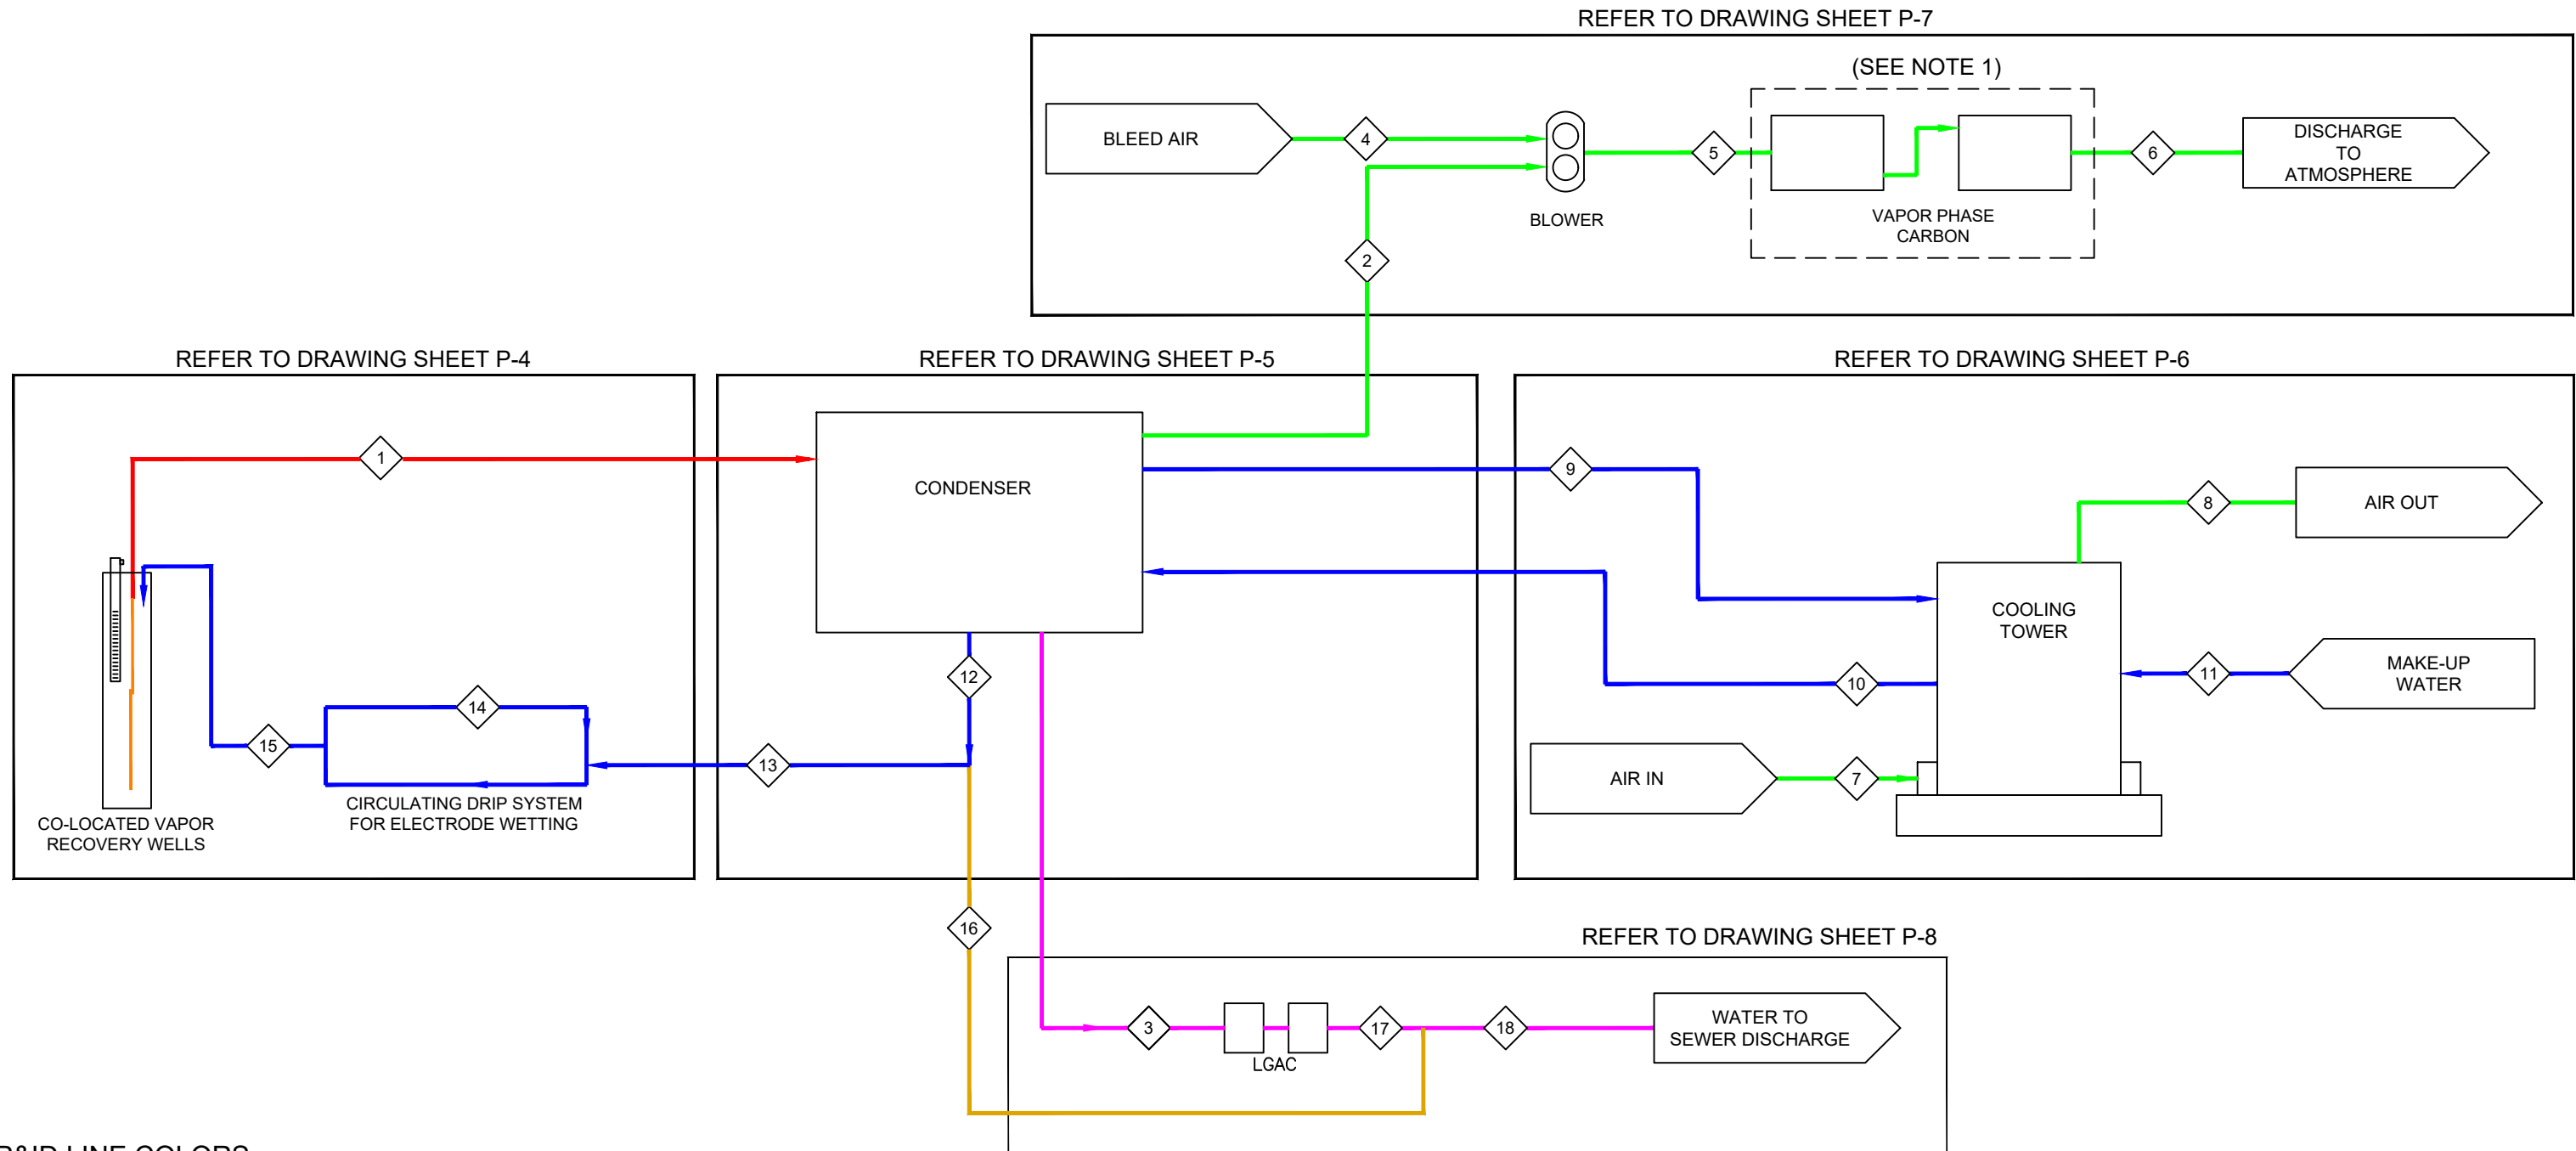 REFER TO DRAWING SHEET P-7
(SEE NOTE 1)
BLEED AIR
4
5
6
DISCHARGE
TO
ATMOSPHERE
BLOWER
VAPOR PHASE
CARBON
2
REFER TO DRAWING SHEET P-4
1
14
15
CIRCULATING DRIP SYSTEM
FOR ELECTRODE WETTING
CO-LOCATED VAPOR
RECOVERY WELLS
REFER TO DRAWING SHEET P-5
CONDENSER
12
13
16
REFER TO DRAWING SHEET P-6
9
8
AIR OUT
COOLING
TOWER
10
11
MAKE-UP
WATER
AIR IN
7
REFER TO DRAWING SHEET P-8
3
LGAC
17
18
WATER TO
SEWER DISCHARGE
P&ID LINE COLORS